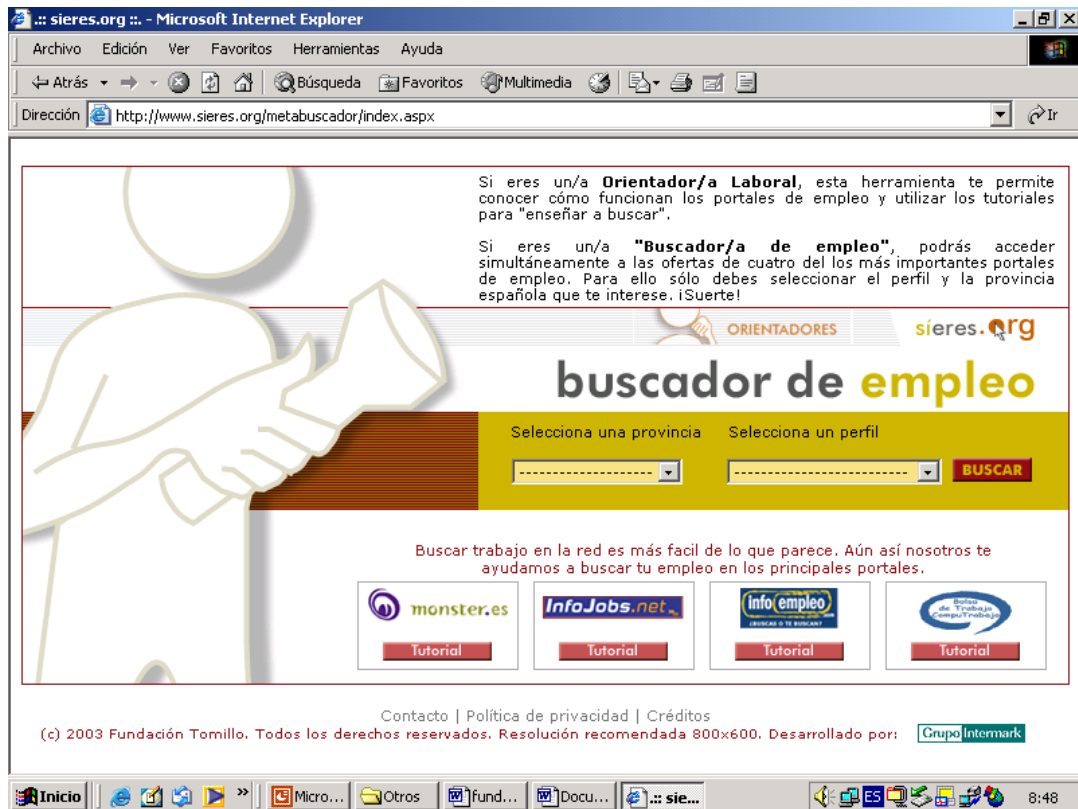 .:: sieres.org ::. - Microsoft Internet Explorer
Archivo Edición Ver Favoritos Herramientas Ayuda
Atrás Búsqueda Favoritos Multimedia
Dirección http://www.sieres.org/metabuscador/index.aspx Ir
Si eres un/a Orientador/a Laboral, esta herramienta te permite
conocer cómo funcionan los portales de empleo y utilizar los tutoriales
para "enseñar a buscar".
Si eres un/a "Buscador/a de empleo", podrás acceder
simultáneamente a las ofertas de cuatro del los más importantes portales
de empleo. Para ello sólo debes seleccionar el perfil y la provincia
española que te interese. ¡Suerte!
ORIENTADORES síeres.org
buscador de empleo
Selecciona una provincia Selecciona un perfil
------------------- ------------------------- BUSCAR
Buscar trabajo en la red es más facil de lo que parece. Aún así nosotros te
ayudamos a buscar tu empleo en los principales portales.
monster.es InfoJobs.net infoempleo.com ¿BUSCAS O TE BUSCAN? Bolsa de Trabajo CompuTrabajo
Tutorial Tutorial Tutorial Tutorial
Contacto | Política de privacidad | Créditos
(c) 2003 Fundación Tomillo. Todos los derechos reservados. Resolución recomendada 800x600. Desarrollado por: Grupo Intermark
Inicio » Micro... Otros fund... Docu... .:: sie... ES 8:48